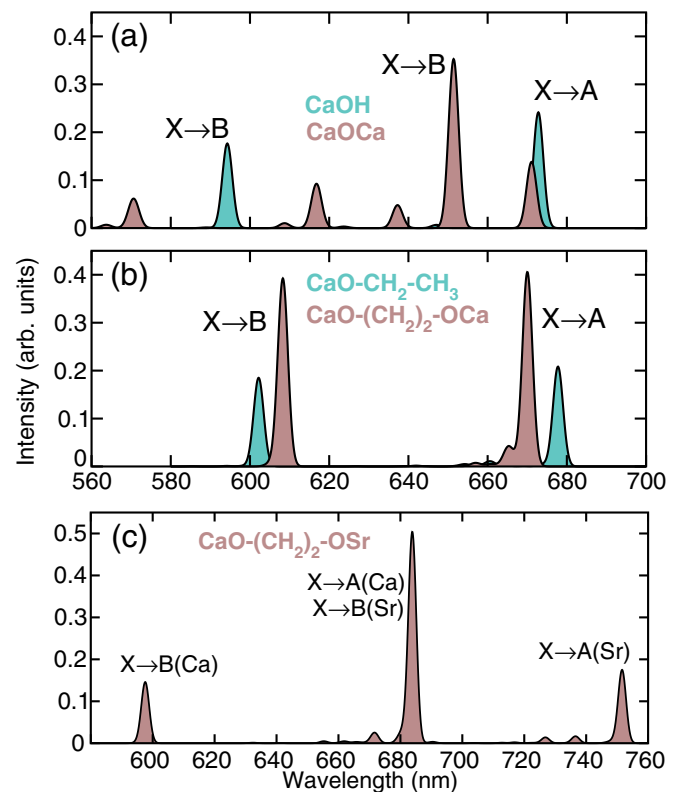 (a)
X→B
X→A
CaOH
CaOCa
X→B
0.4
0.3
0.2
0.1
0
(b)
CaO-CH2-CH3
CaO-(CH2)2-OCa
X→B
X→A
0.4
0.3
0.2
0.1
0
560 580 600 620 640 660 680 700
Intensity (arb. units)
(c)
CaO-(CH2)2-OSr
X→A(Ca)
X→B(Sr)
X→B(Ca)
X→A(Sr)
0.5
0.4
0.3
0.2
0.1
0
600 620 640 660 680 700 720 740 760
Wavelength (nm)